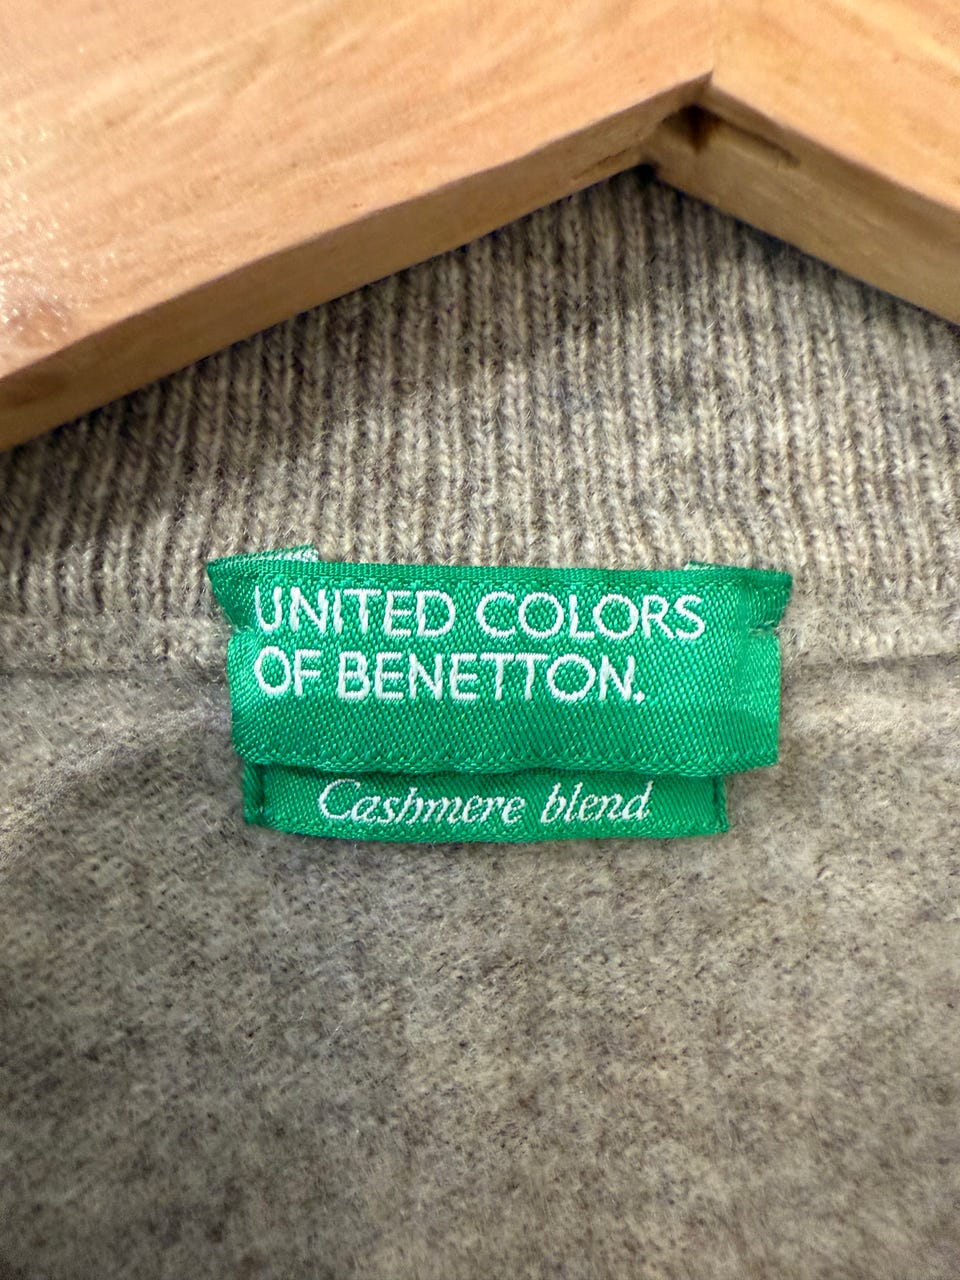 UNITED COLORS
OF BENETTON.
Cashmere blend